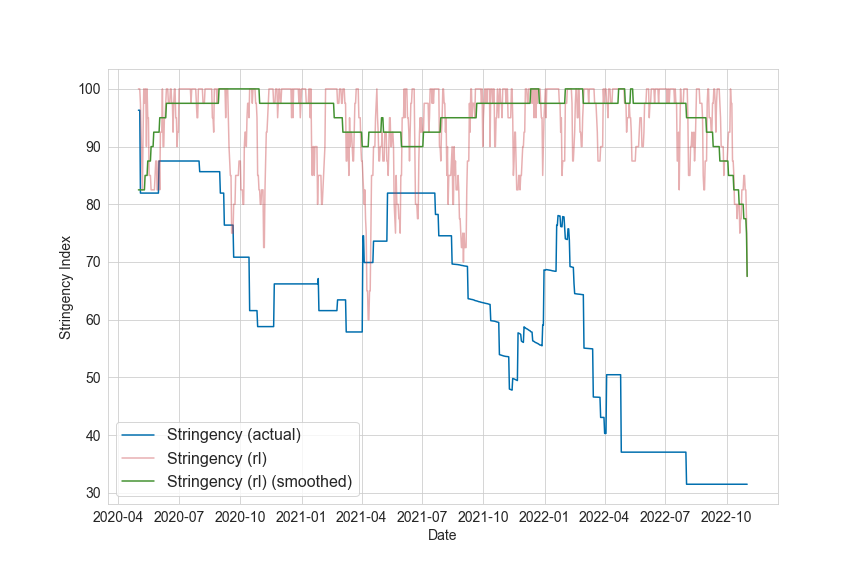 100
90
80
70
60
50
40
30
Stringency Index
Stringency (actual)
Stringency (rl)
Stringency (rl) (smoothed)
2020-04 2020-07 2020-10 2021-01 2021-04 2021-07 2021-10 2022-01 2022-04 2022-07 2022-10
Date